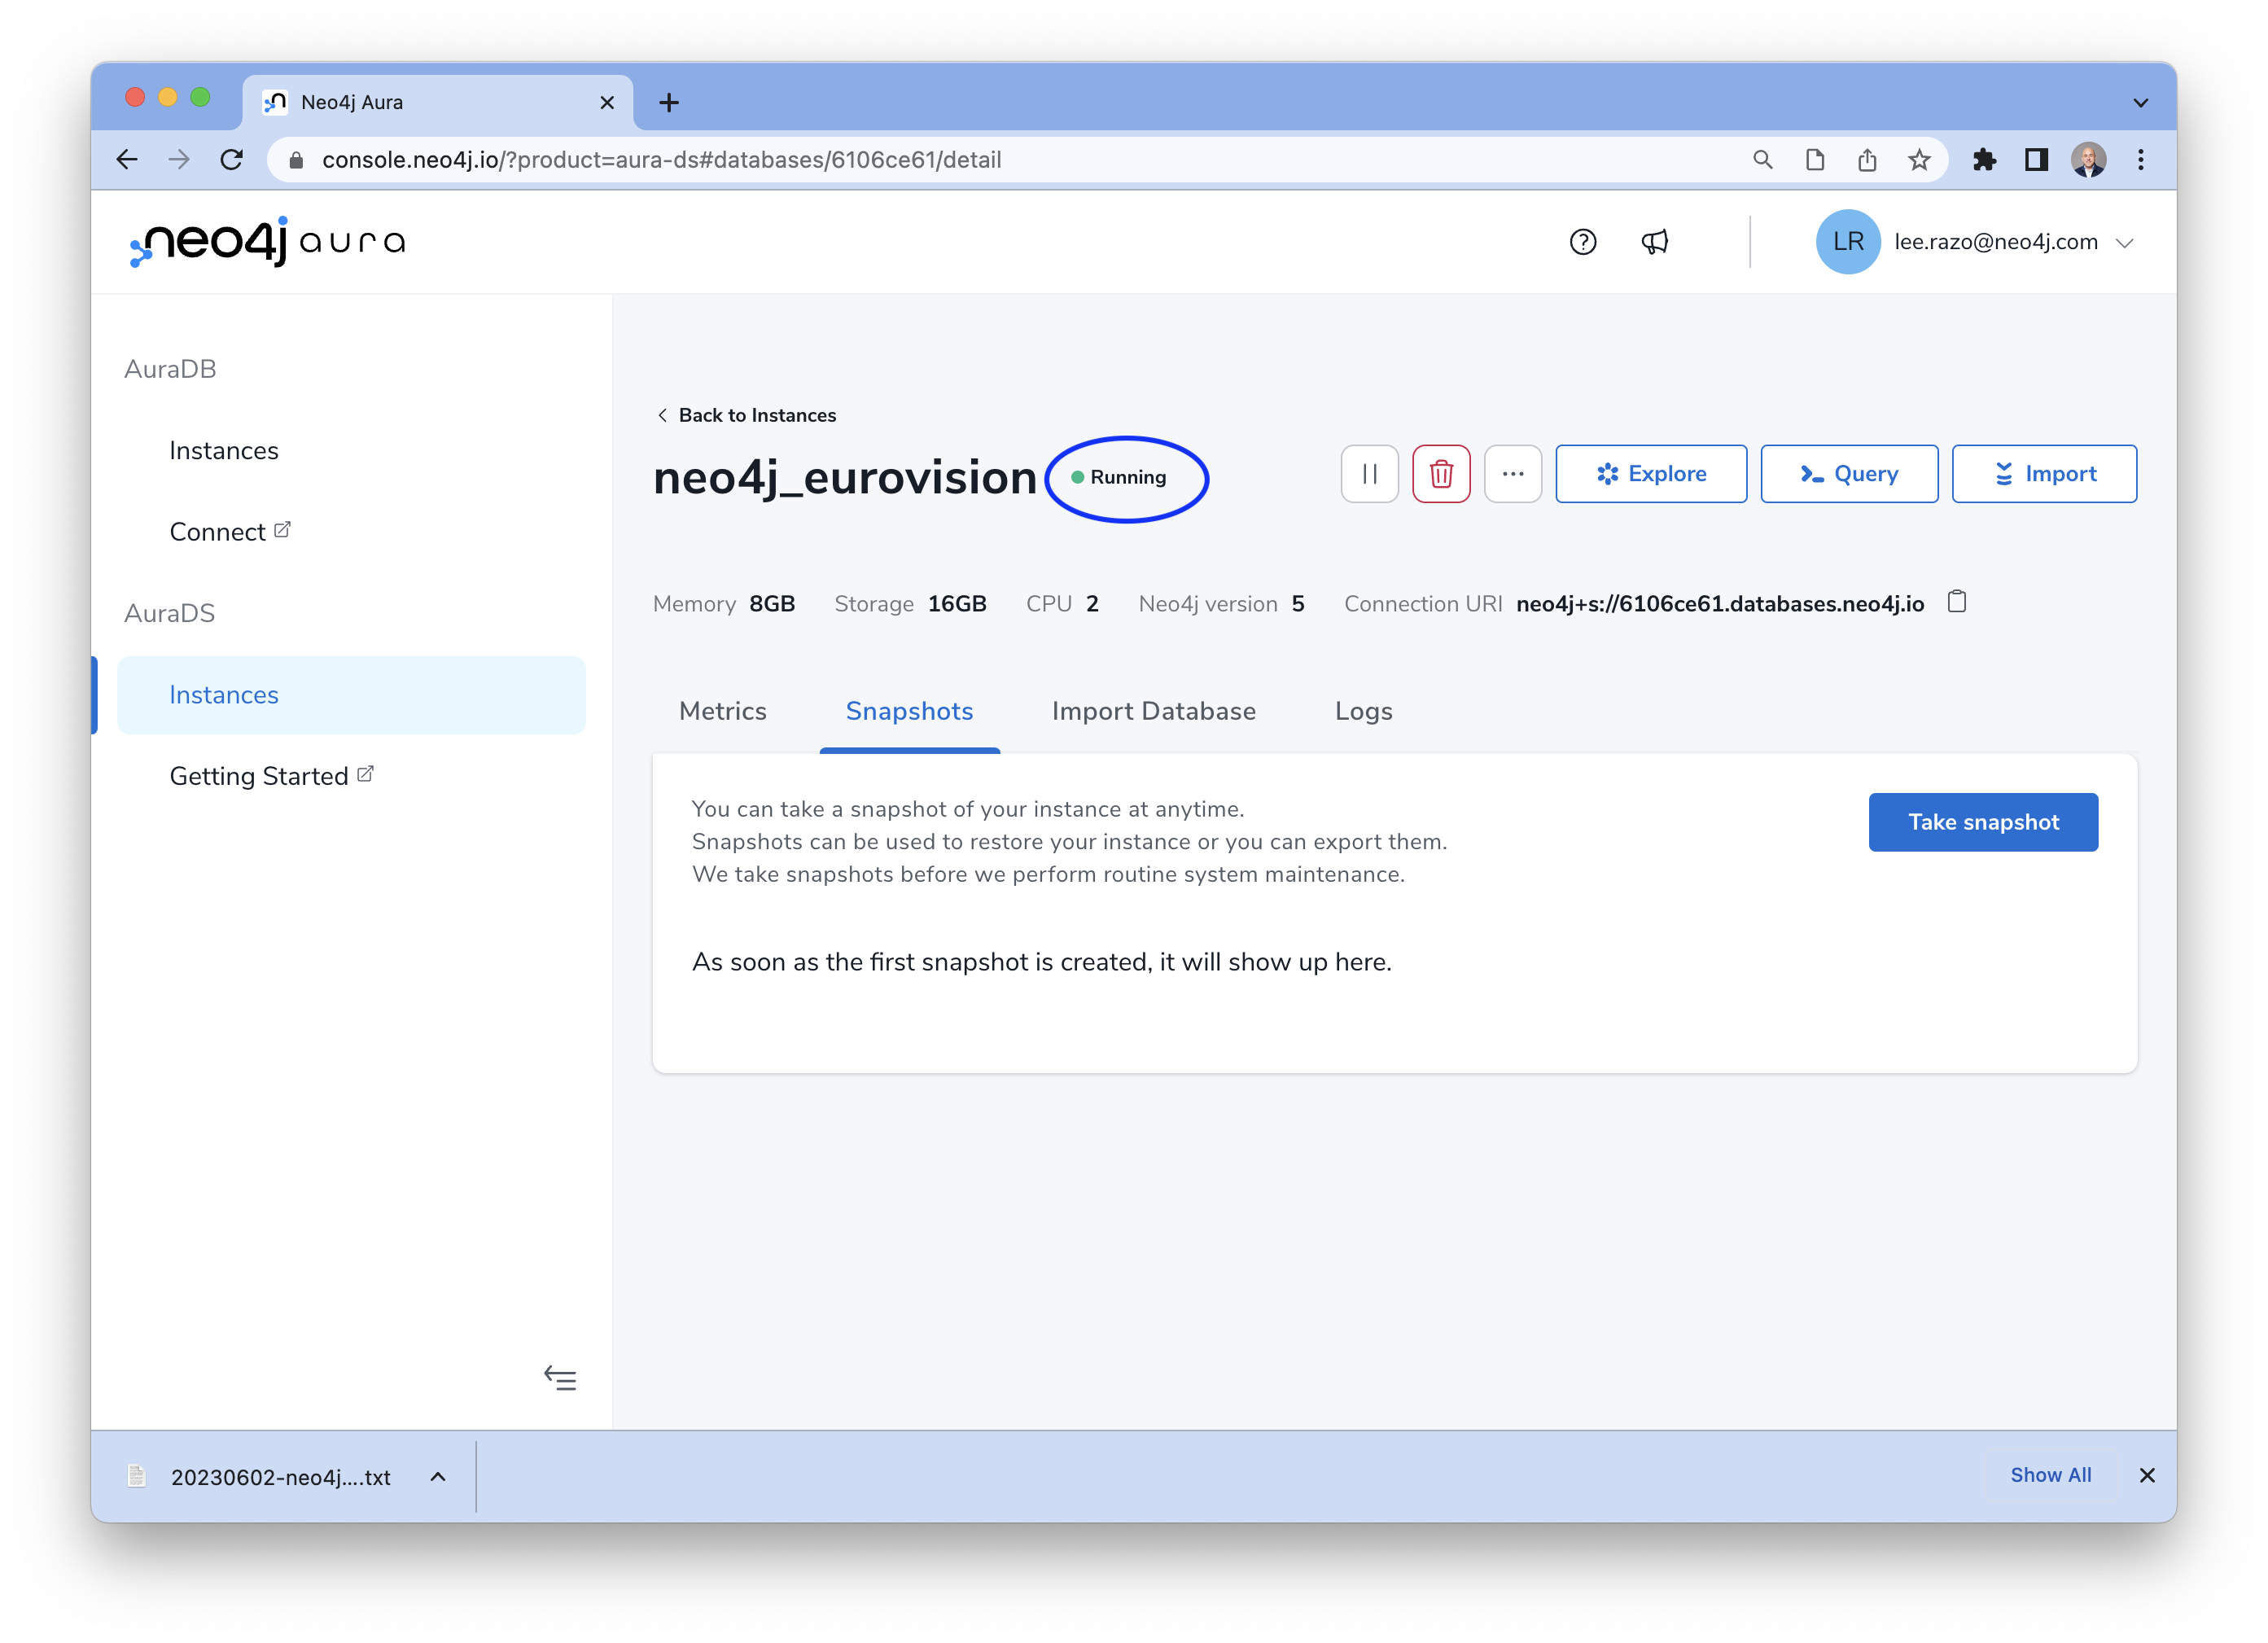 Neo4j Aura
console.neo4j.io/?product=aura-ds#databases/6106ce61/detail
neo4j aura
LR lee.razo@neo4j.com
AuraDB
Instances
Connect
AuraDS
Instances
Getting Started
Back to Instances
neo4j_eurovision Running
Explore Query Import
Memory 8GB Storage 16GB CPU 2 Neo4j version 5 Connection URI neo4j+s://6106ce61.databases.neo4j.io
Metrics Snapshots Import Database Logs
You can take a snapshot of your instance at anytime.
Snapshots can be used to restore your instance or you can export them.
We take snapshots before we perform routine system maintenance.
Take snapshot
As soon as the first snapshot is created, it will show up here.
20230602-neo4j....txt
Show All